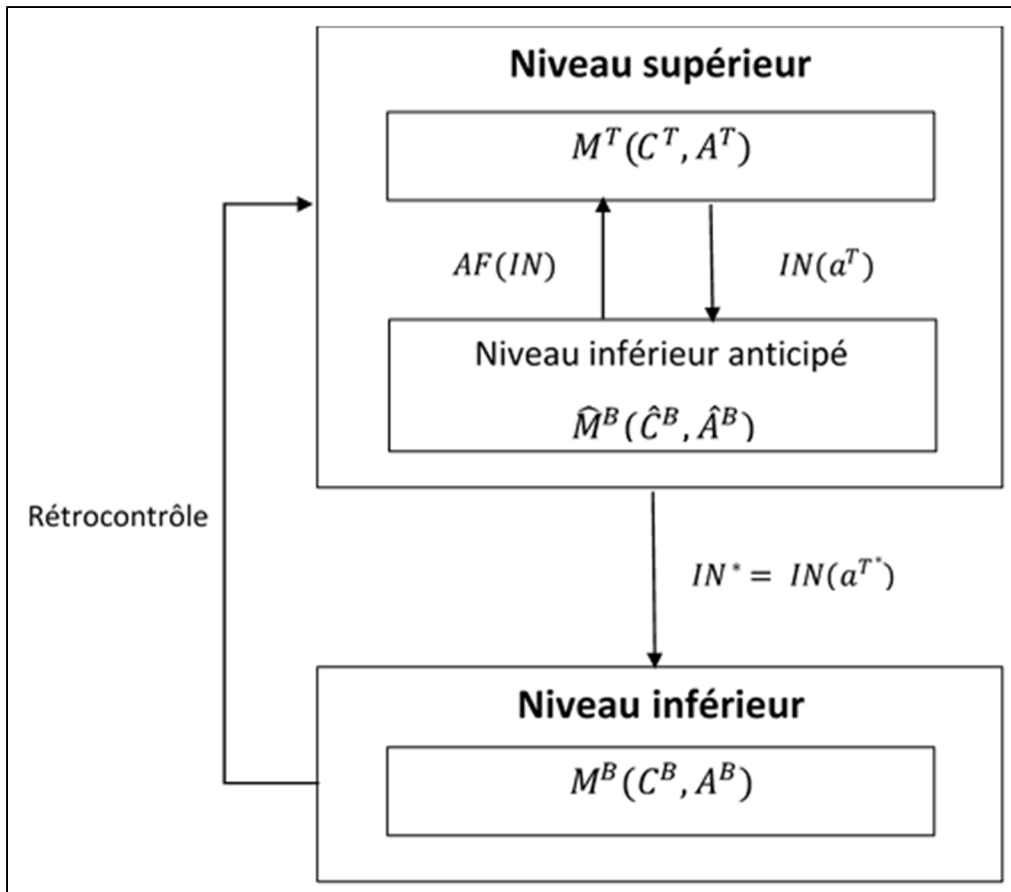 Niveau supérieur
M^T(C^T, A^T)
AF(IN)
IN(a^T)
Niveau inférieur anticipé
M̂^B(Ĉ^B, Â^B)
Rétrocontrôle
IN* = IN(a^{T*})
Niveau inférieur
M^B(C^B, A^B)